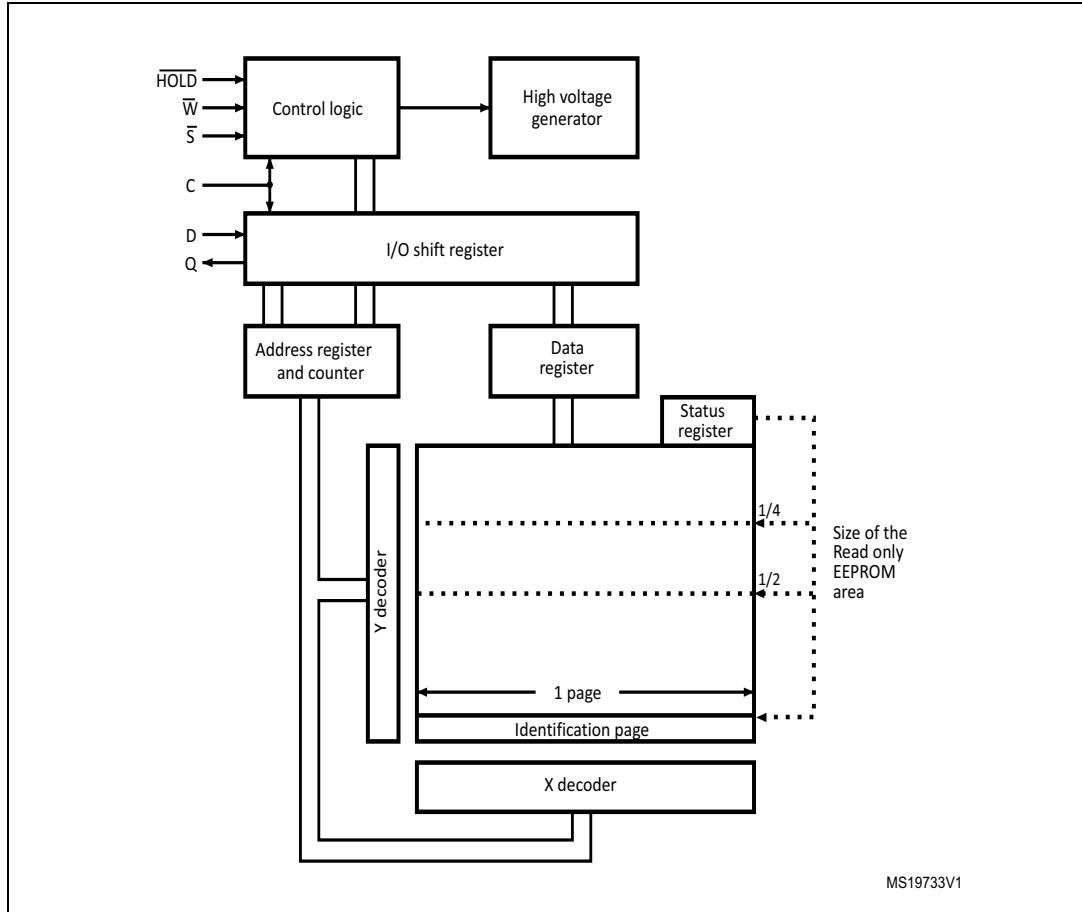 H̅O̅L̅D̅
W̅
S̅
C
D
Q
Control logic
High voltage
generator
I/O shift register
Address register
and counter
Data
register
Status
register
1/4
1/2
Size of the
Read only
EEPROM
area
Y decoder
1 page
Identification page
X decoder
MS19733V1